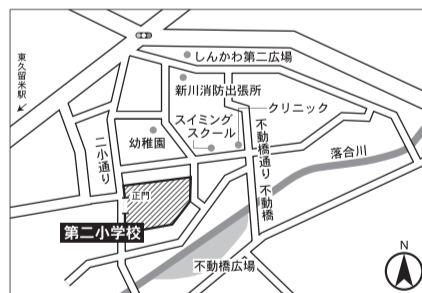 しんかわ第二広場
東久留米駅
新川消防出張所
クリニック
スイミング
スクール
幼稚園
二小通り
不動橋通り
不動橋
落合川
正門
第二小学校
不動橋広場
N